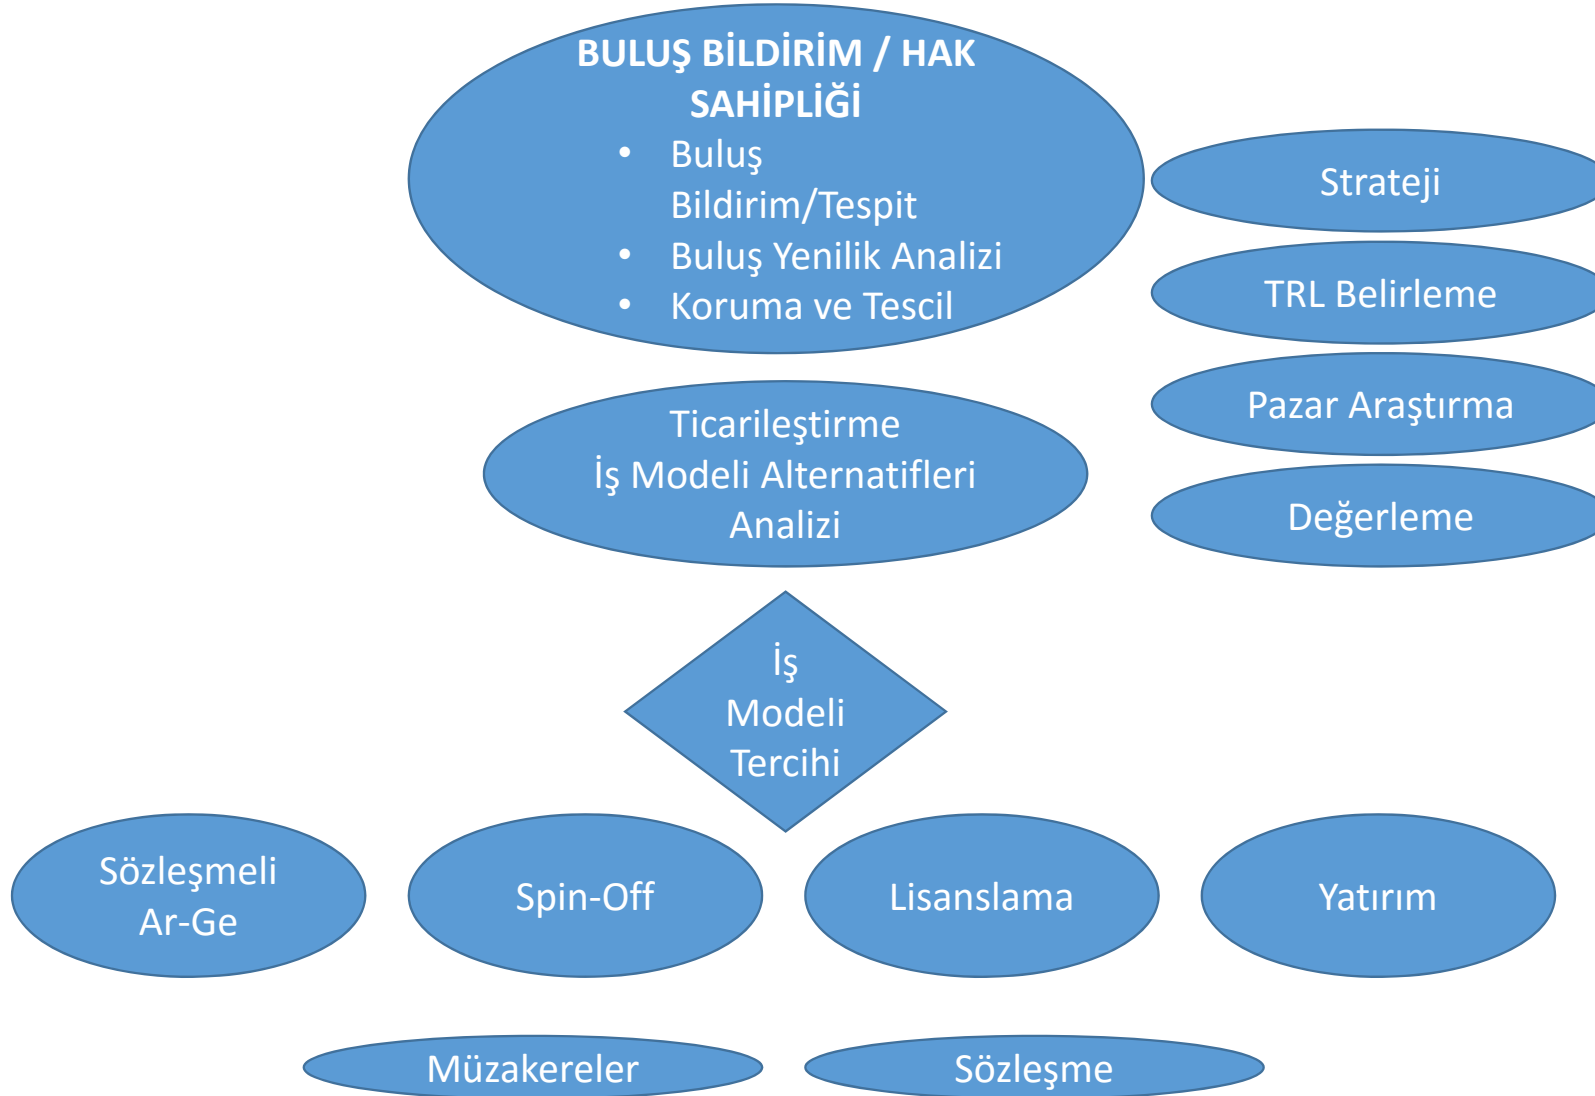 BULUŞ BİLDİRİM / HAK
SAHİPLİĞİ
• Buluş
Bildirim/Tespit
• Buluş Yenilik Analizi
• Koruma ve Tescil
Strateji
TRL Belirleme
Pazar Araştırma
Değerleme
Ticarileştirme
İş Modeli Alternatifleri
Analizi
İş
Modeli
Tercihi
Sözleşmeli
Ar-Ge
Spin-Off
Lisanslama
Yatırım
Müzakereler
Sözleşme